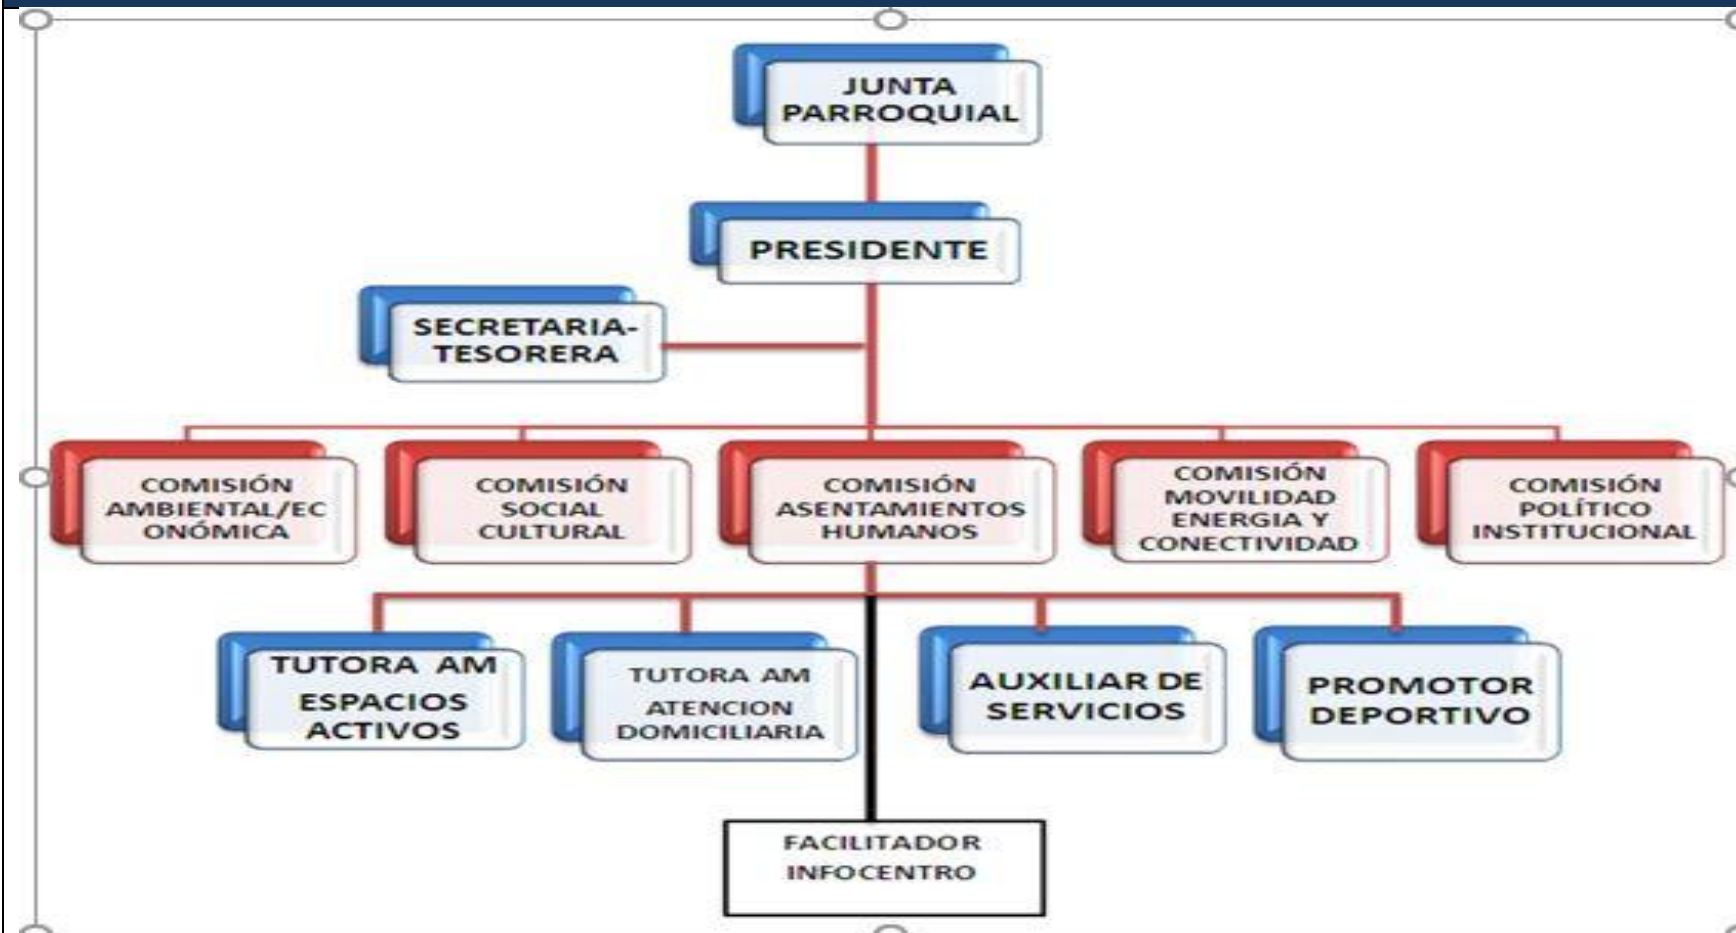 JUNTA
PARROQUIAL
PRESIDENTE
SECRETARIA-
TESORERA
COMISIÓN
AMBIENTAL/EC
ONÓMICA
COMISIÓN
SOCIAL
CULTURAL
COMISIÓN
ASENTAMIENTOS
HUMANOS
COMISIÓN
MOVILIDAD
ENERGIA Y
CONECTIVIDAD
COMISIÓN
POLÍTICO
INSTITUCIONAL
TUTORA AM
ESPACIOS
ACTIVOS
TUTORA AM
ATENCION
DOMICILIARIA
AUXILIAR DE
SERVICIOS
PROMOTOR
DEPORTIVO
FACILITADOR
INFOCENTRO